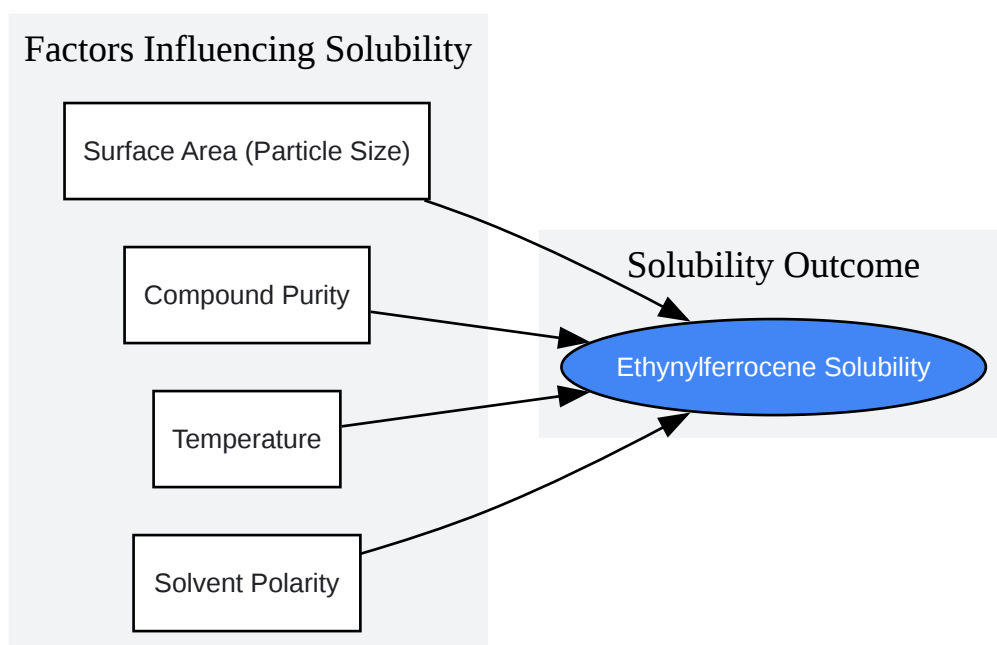 Factors Influencing Solubility
Surface Area (Particle Size)
Compound Purity
Temperature
Solvent Polarity
Solubility Outcome
Ethynylferrocene Solubility